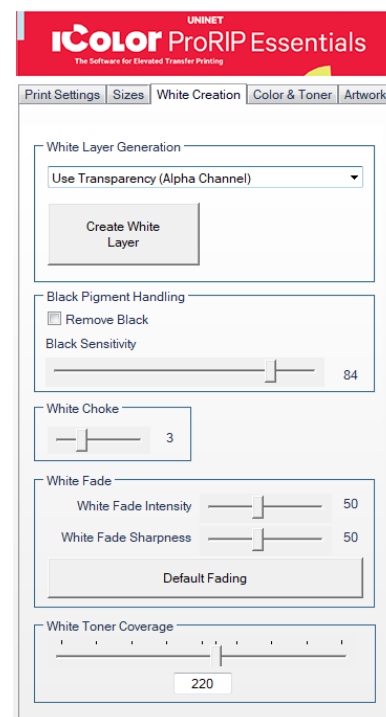 UNINET
IColor ProRIP Essentials
The Software for Elevated Transfer Printing
Print Settings Sizes White Creation Color & Toner Artwork
White Layer Generation
Use Transparency (Alpha Channel)
Create White
Layer
Black Pigment Handling
Remove Black
Black Sensitivity
84
White Choke
3
White Fade
White Fade Intensity 50
White Fade Sharpness 50
Default Fading
White Toner Coverage
220